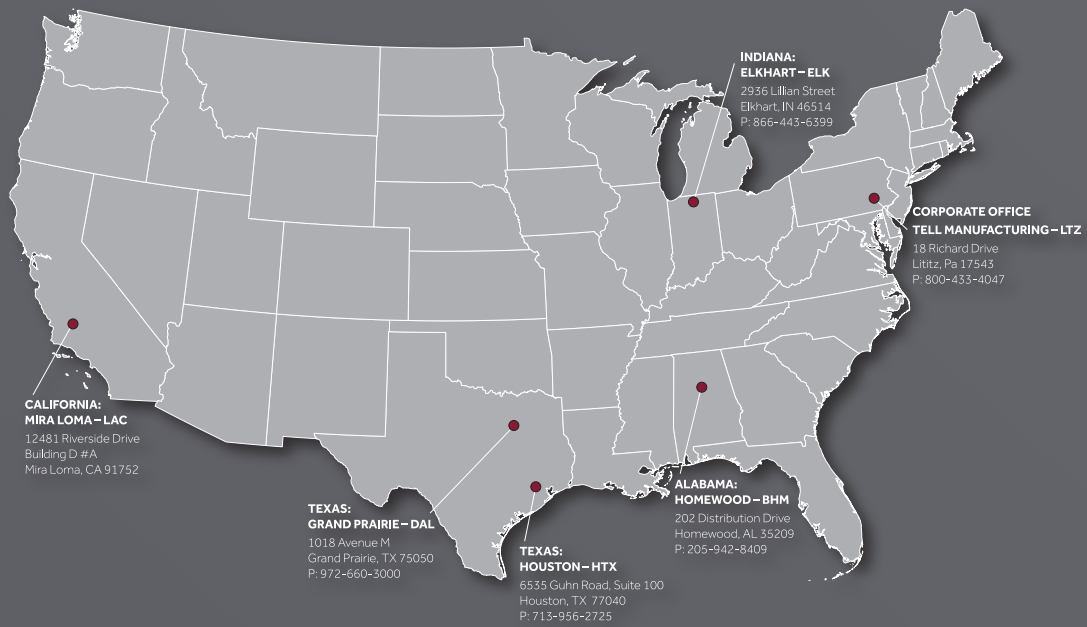 INDIANA:
ELKHART–ELK
2936 Lillian Street
Elkhart, IN 46514
P: 866-443-6399
CORPORATE OFFICE
TELL MANUFACTURING–LTZ
18 Richard Drive
Lititz, Pa 17543
P: 800-433-4047
CALIFORNIA:
MIRA LOMA–LAC
12481 Riverside Drive
Building D #A
Mira Loma, CA 91752
TEXAS:
GRAND PRAIRIE–DAL
1018 Avenue M
Grand Prairie, TX 75050
P: 972-660-3000
TEXAS:
HOUSTON–HTX
6535 Guhn Road, Suite 100
Houston, TX 77040
P: 713-956-2725
ALABAMA:
HOMEWOOD–BHM
202 Distribution Drive
Homewood, AL 35209
P: 205-942-8409